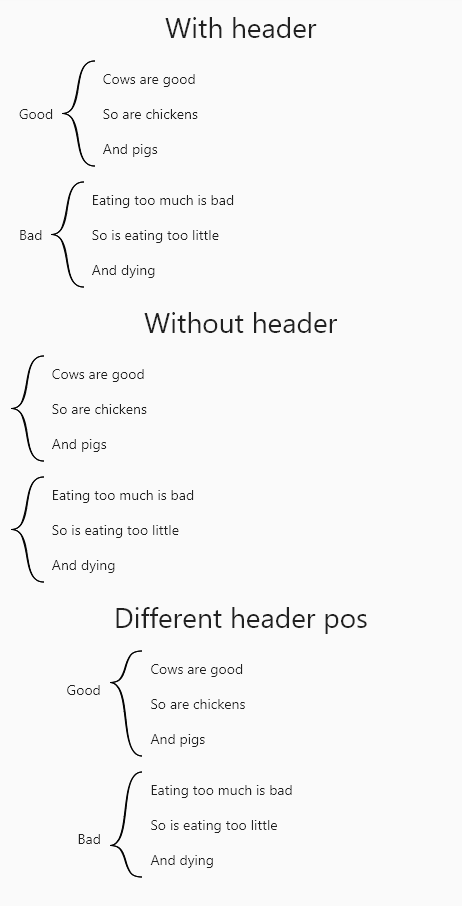 With header
Cows are good
Good
So are chickens
And pigs
Eating too much is bad
Bad
So is eating too little
And dying
Without header
Cows are good
So are chickens
And pigs
Eating too much is bad
So is eating too little
And dying
Different header pos
Cows are good
Good
So are chickens
And pigs
Eating too much is bad
So is eating too little
Bad
And dying